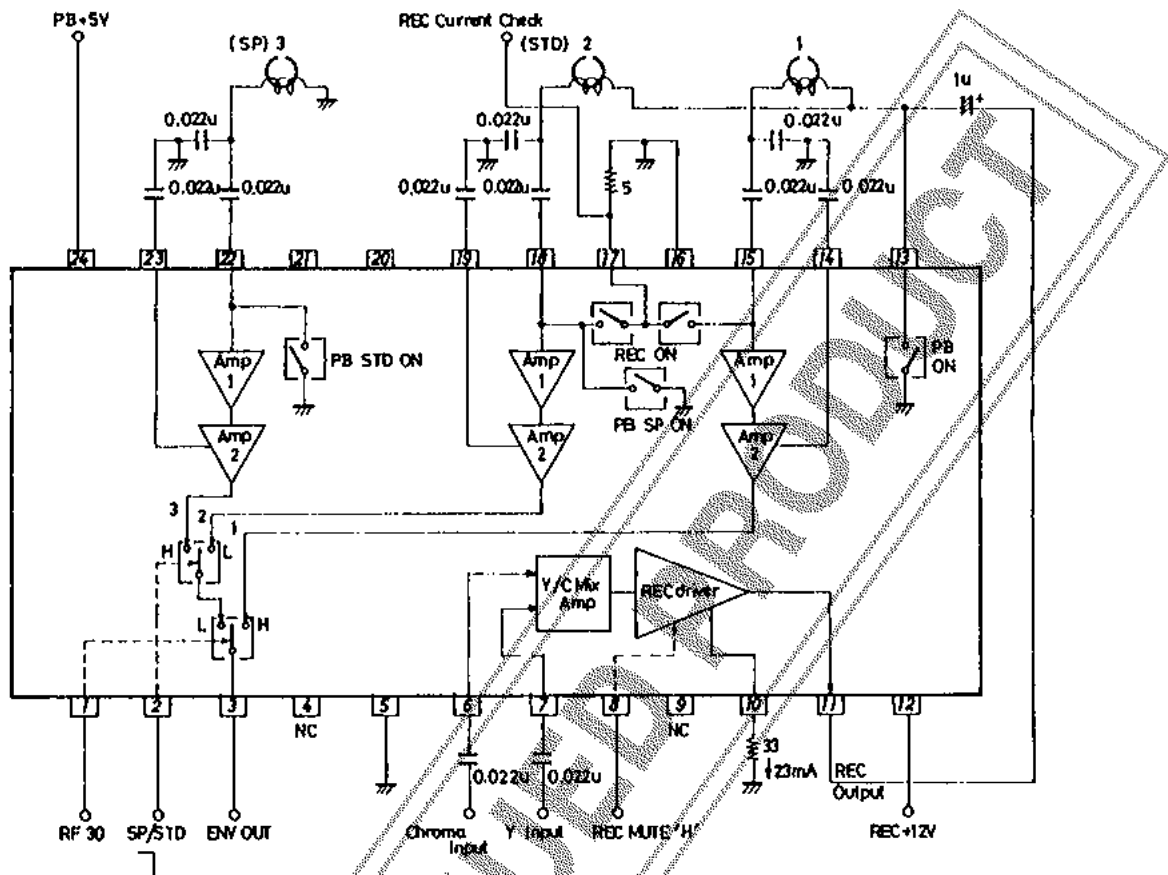 PB+5V
REC Current Check
(SP) 3
(STD) 2
1
1u
+
0.022u
0.022u
0.022u
0.022u
0.022u
0.022u
0.022u
5
0.022u
0.022u
0.022u
24
23
22
21
20
19
18
17
16
15
14
13
Amp 1
PB STD ON
Amp 1
REC ON
PB SP ON
Amp 1
PB ON
Amp 2
Amp 2
Amp 2
3
2
1
H
L
L
H
Y/C Mix
Amp
REC driver
1
2
3
4
5
6
7
8
9
10
11
12
NC
NC
0.022u
0.022u
33
23mA
REC
Output
RF 30
SP/STD
ENV OUT
Chroma
Input
Y Input
REC MUTE "H"
REC+12V
UED PRODUCT